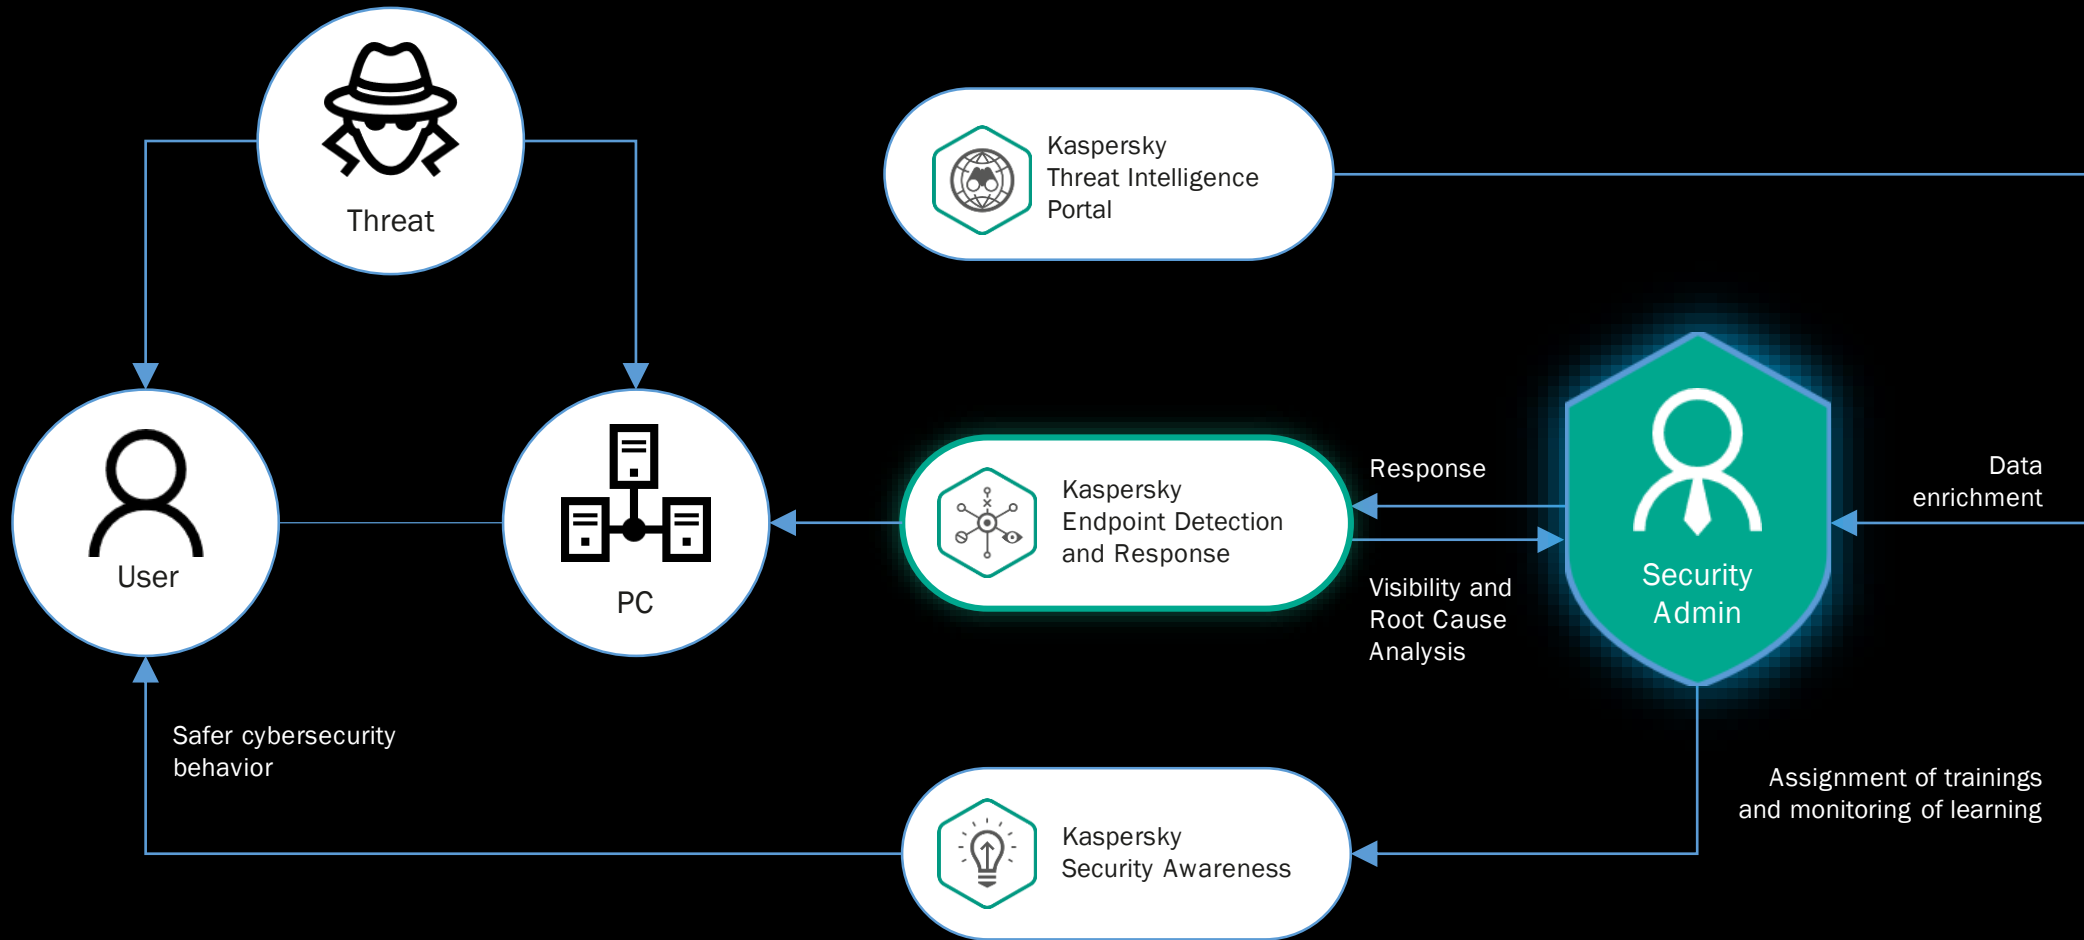 Threat
Kaspersky
Threat Intelligence
Portal
User
PC
Kaspersky
Endpoint Detection
and Response
Response
Visibility and
Root Cause
Analysis
Security
Admin
Data
enrichment
Safer cybersecurity
behavior
Kaspersky
Security Awareness
Assignment of trainings
and monitoring of learning